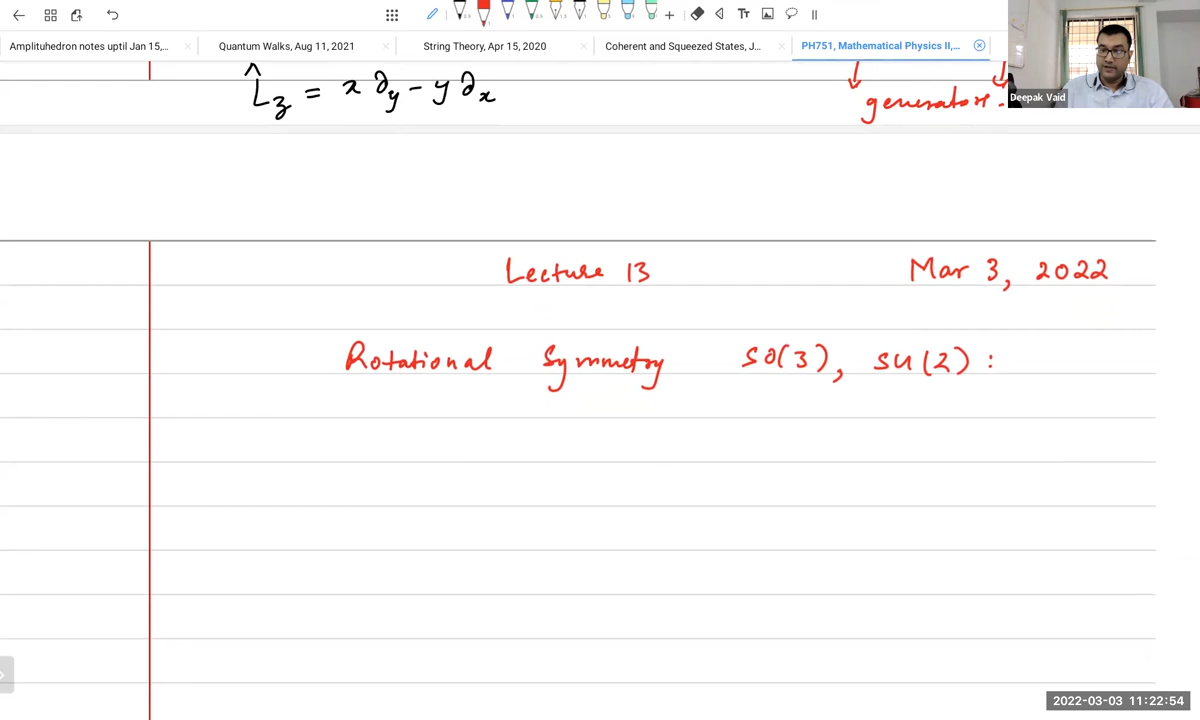 Amplituhedron notes uptil Jan 15,...
Quantum Walks, Aug 11, 2021
String Theory, Apr 15, 2020
Coherent and Squeezed States, J...
PH751, Mathematical Physics II,...
Tт
L̂z = x ∂y - y ∂x
generators.
Deepak Vaid
Lecture 13 Mar 3, 2022
Rotational Symmetry SO(3), SU(2) :
2022-03-03 11:22:54